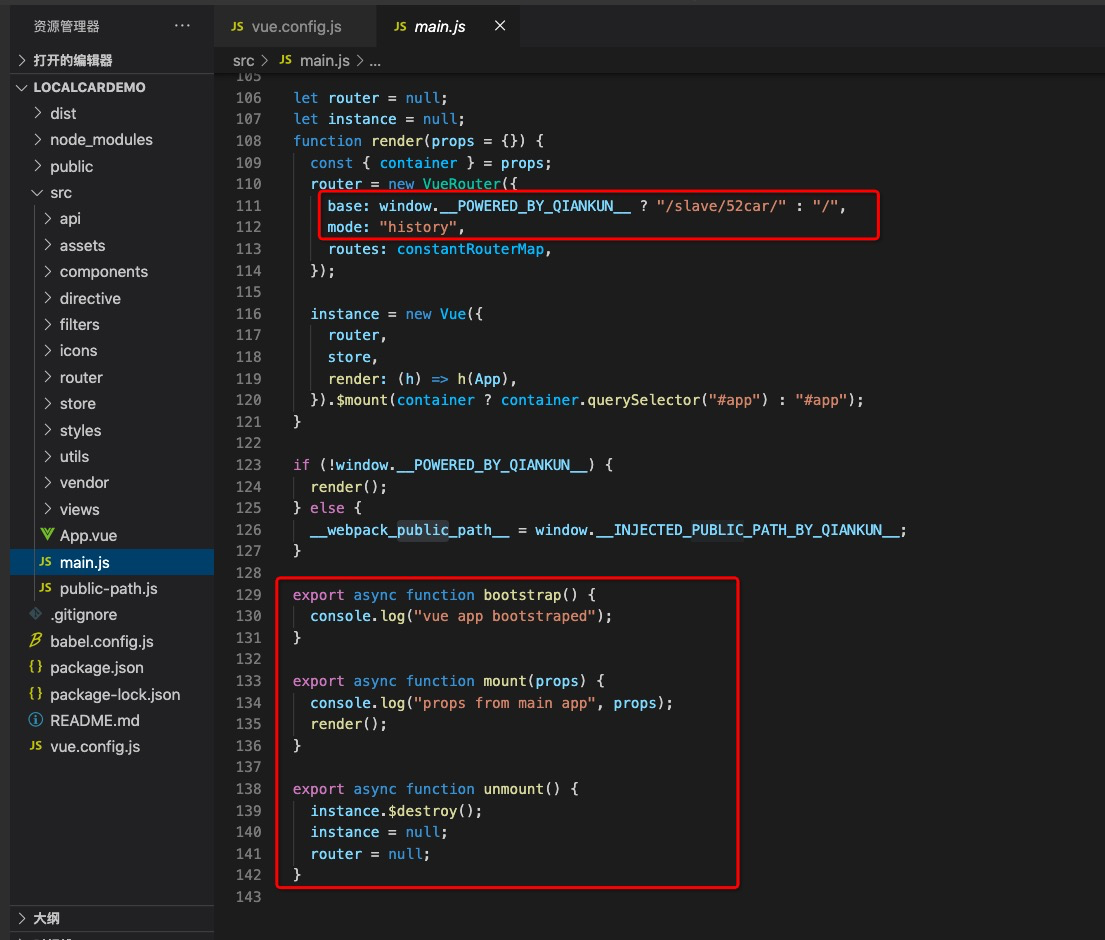 资源管理器 ...
打开的编辑器
LOCALCARDEMO
dist
node_modules
public
src
api
assets
components
directive
filters
icons
router
store
styles
utils
vendor
views
App.vue
JS main.js
JS public-path.js
.gitignore
babel.config.js
{} package.json
{} package-lock.json
README.md
JS vue.config.js
大纲
JS vue.config.js
JS main.js
src > JS main.js > ...
105
106 let router = null;
107 let instance = null;
108 function render(props = {}) {
109 const { container } = props;
110 router = new VueRouter({
111 base: window.__POWERED_BY_QIANKUN__ ? "/slave/52car/" : "/",
112 mode: "history",
113 routes: constantRouterMap,
114 });
115
116 instance = new Vue({
117 router,
118 store,
119 render: (h) => h(App),
120 }).$mount(container ? container.querySelector("#app") : "#app");
121 }
122
123 if (!window.__POWERED_BY_QIANKUN__) {
124 render();
125 } else {
126 __webpack_public_path__ = window.__INJECTED_PUBLIC_PATH_BY_QIANKUN__;
127 }
128
129 export async function bootstrap() {
130 console.log("vue app bootstraped");
131 }
132
133 export async function mount(props) {
134 console.log("props from main app", props);
135 render();
136 }
137
138 export async function unmount() {
139 instance.$destroy();
140 instance = null;
141 router = null;
142 }
143